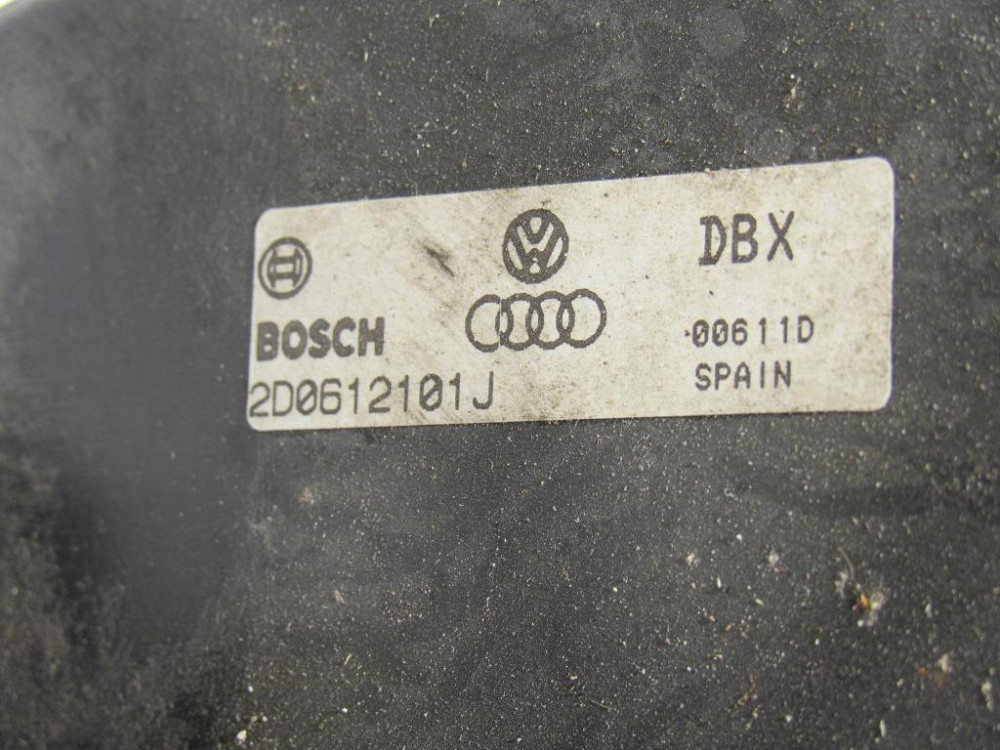 BOSCH
2D0612101J
DBX
00611D
SPAIN